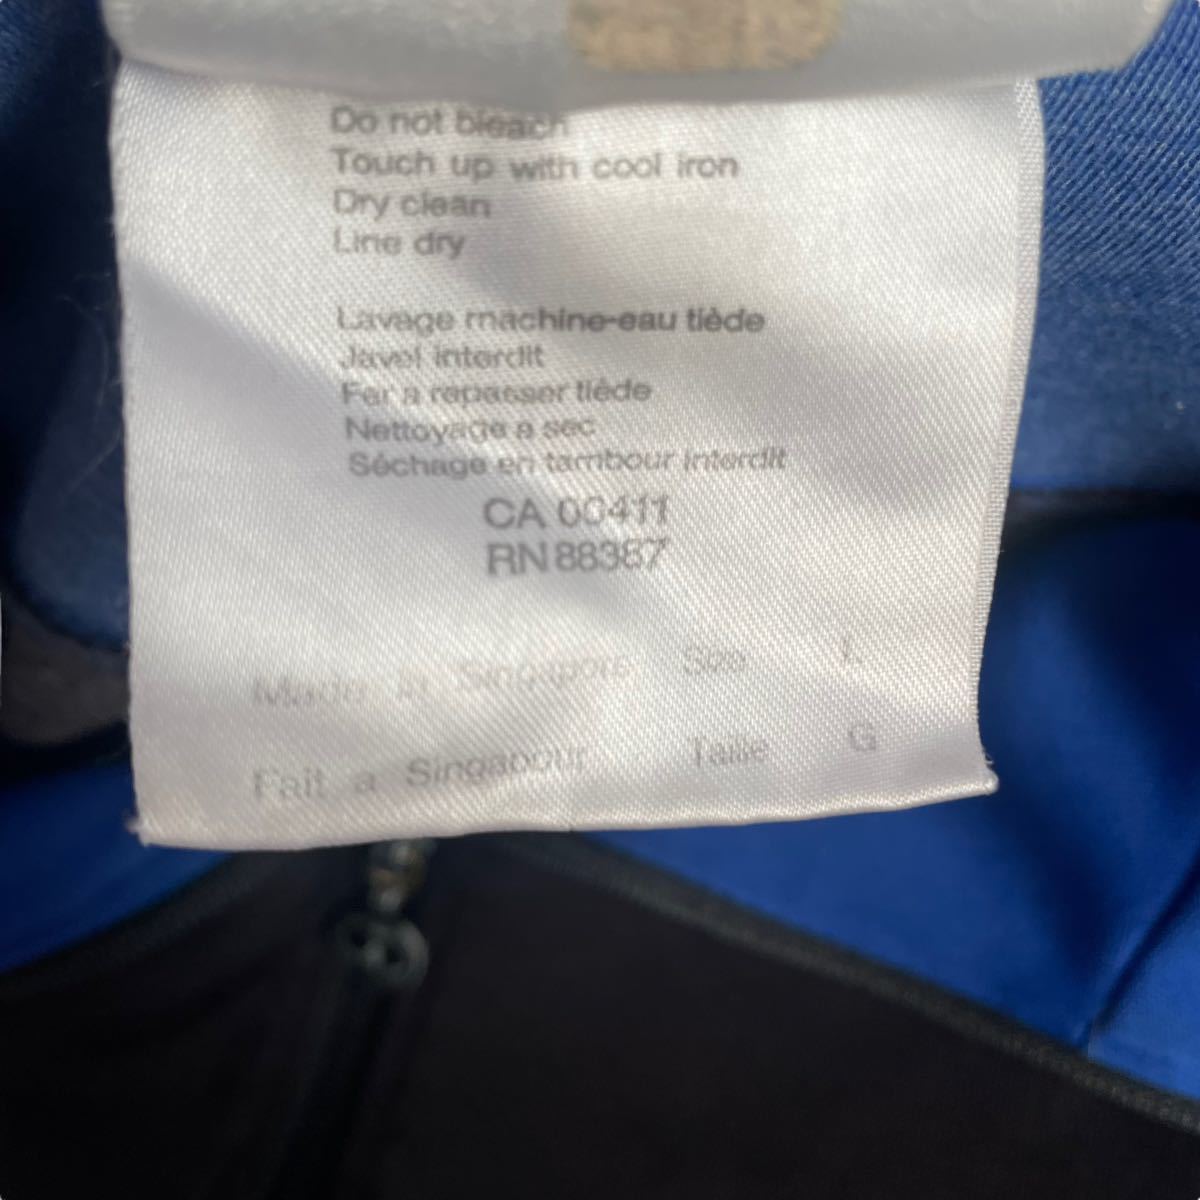 Do not bleach
Touch up with cool iron
Dry clean
Line dry
Lavage machine-eau tiède
Javel interdit
Fer a repasser tiède
Nettoyage a sec
Séchage en tambour interdit
CA 00411
RN 88387
Made in Singapore Size L
Fait a Singapour Taille G